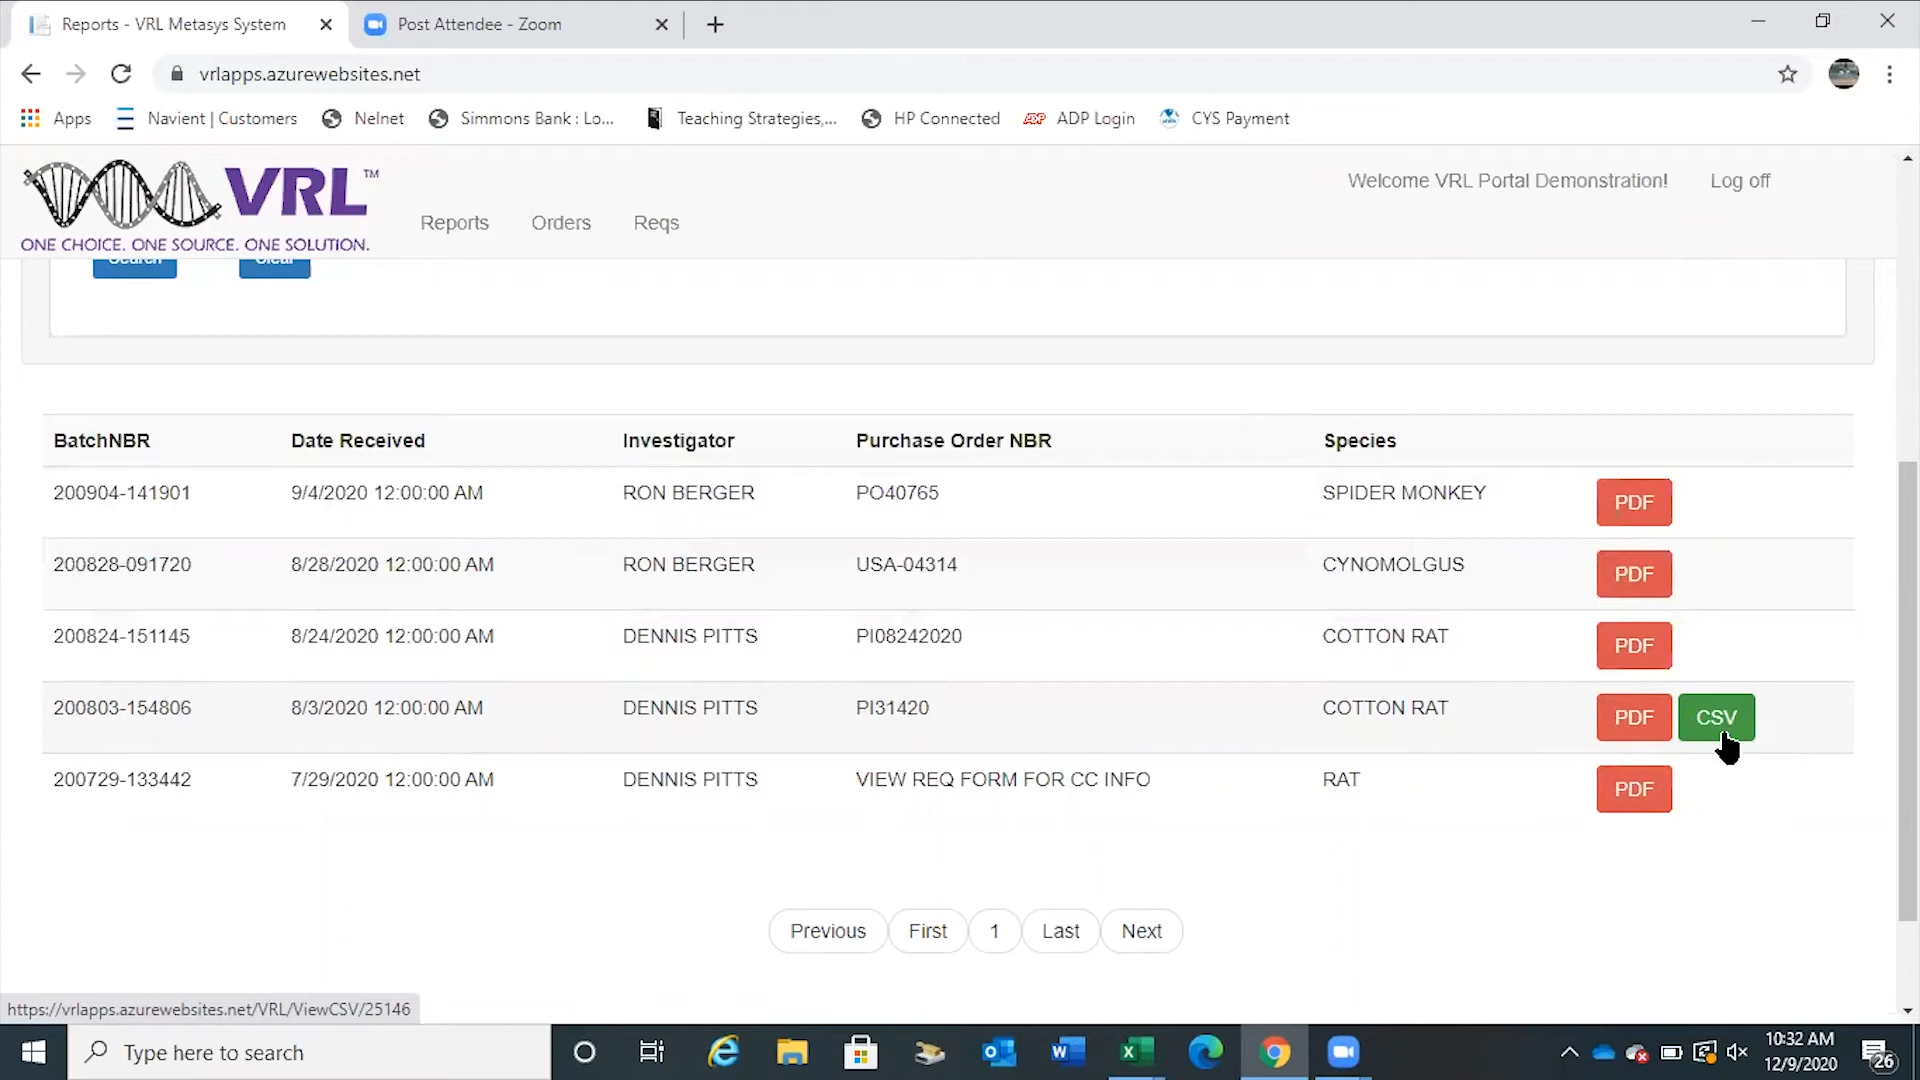 Reports - VRL Metasys System
Post Attendee - Zoom
vrlapps.azurewebsites.net
Apps
Navient | Customers
Nelnet
Simmons Bank : Lo...
Teaching Strategies,...
HP Connected
ADP Login
CYS Payment
VRL™
ONE CHOICE. ONE SOURCE. ONE SOLUTION.
Reports Orders Reqs
Welcome VRL Portal Demonstration! Log off
Search Clear
BatchNBR Date Received Investigator Purchase Order NBR Species
200904-141901 9/4/2020 12:00:00 AM RON BERGER PO40765 SPIDER MONKEY PDF
200828-091720 8/28/2020 12:00:00 AM RON BERGER USA-04314 CYNOMOLGUS PDF
200824-151145 8/24/2020 12:00:00 AM DENNIS PITTS PI08242020 COTTON RAT PDF
200803-154806 8/3/2020 12:00:00 AM DENNIS PITTS PI31420 COTTON RAT PDF CSV
200729-133442 7/29/2020 12:00:00 AM DENNIS PITTS VIEW REQ FORM FOR CC INFO RAT PDF
Previous First 1 Last Next
https://vrlapps.azurewebsites.net/VRL/ViewCSV/25146
Type here to search
10:32 AM
12/9/2020
26